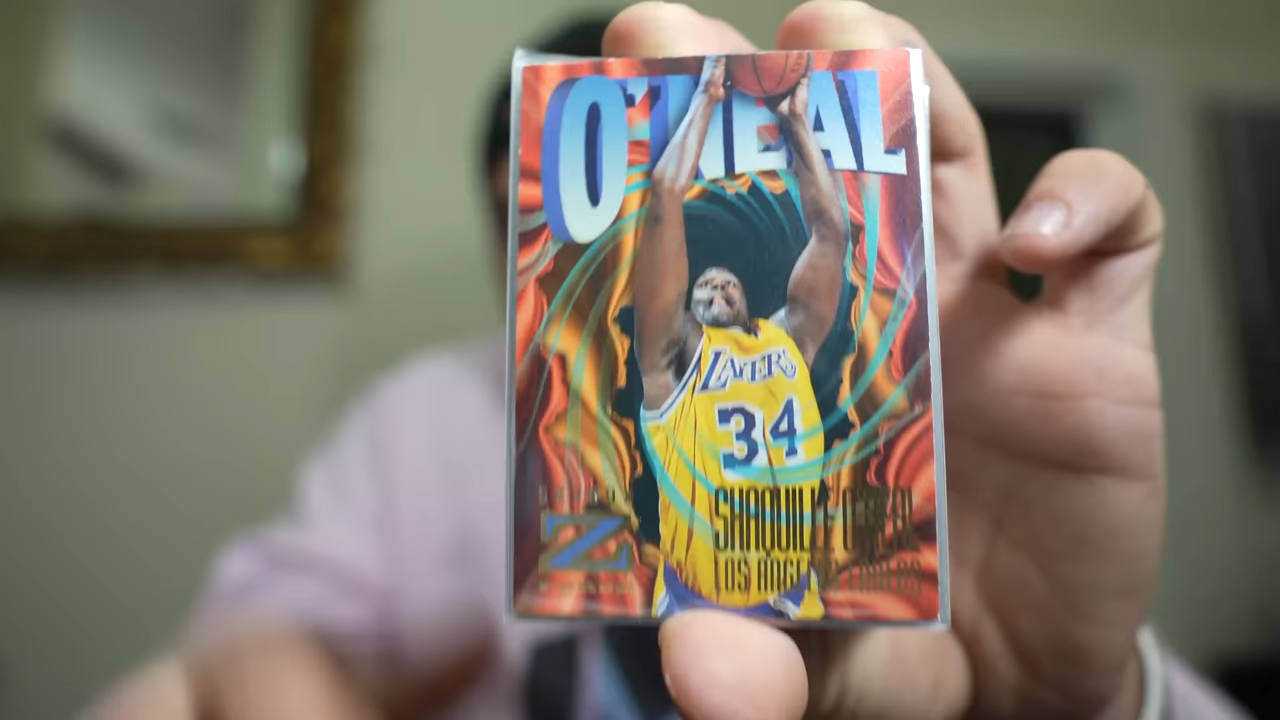 O'NEAL
LAKERS
34
Z
SHAQUILLE O'NEAL
LOS ANGELES LAKERS